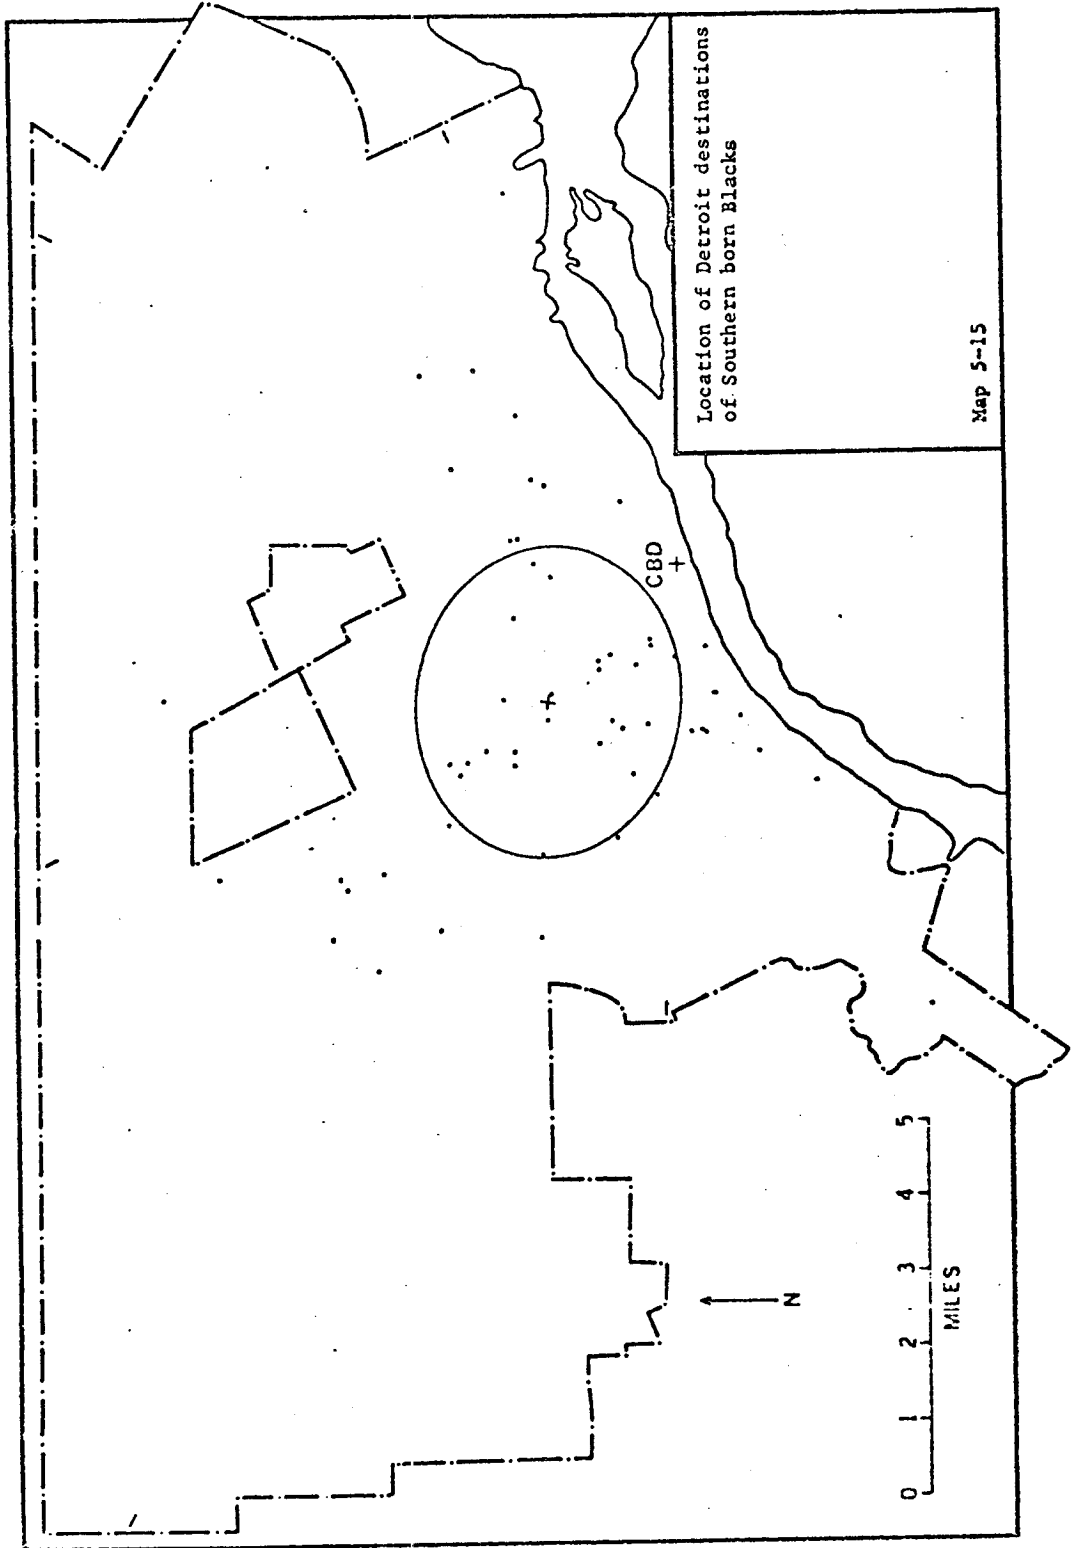 Location of Detroit destinations
of Southern born Blacks
Map 5-15
CBD
N
0 1 2 3 4 5
MILES